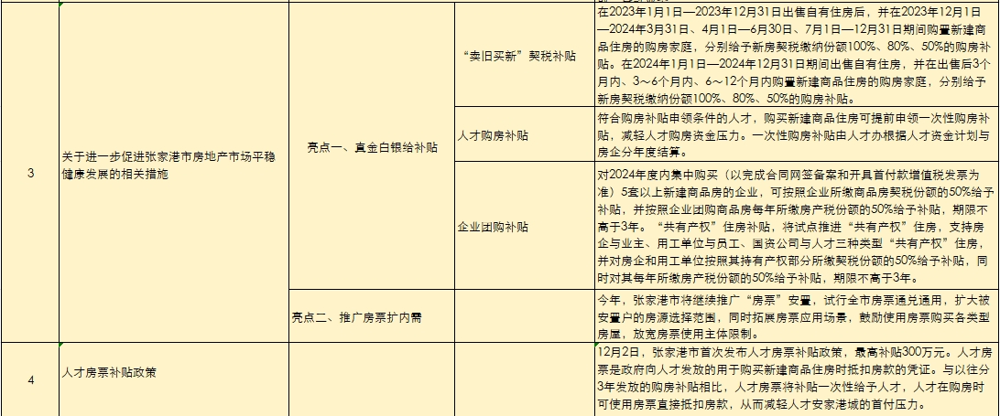 在2023年1月1日—2023年12月31日出售自有住房后，并在2023年12月1日
—2024年3月31日、4月1日—6月30日、7月1日—12月31日期间购置新建商
品住房的购房家庭，分别给予新房契税缴纳份额100%、80%、50%的购房补
贴。在2024年1月1日—2024年12月31日期间出售自有住房，并在出售后3个
月内、3～6个月内、6～12个月内购置新建商品住房的购房家庭，分别给予
新房契税缴纳份额100%、80%、50%的购房补贴。
“卖旧买新”契税补贴
符合购房补贴申领条件的人才，购买新建商品住房可提前申领一次性购房补
贴，减轻人才购房资金压力。一次性购房补贴由人才办根据人才资金计划与
房企分年度结算。
人才购房补贴
亮点一、真金白银给补贴
3
关于进一步促进张家港市房地产市场平稳
健康发展的相关措施
对2024年度内集中购买（以完成合同网签备案和开具首付款增值税发票为
准）5套以上新建商品房的企业，可按照企业所缴商品房契税份额的50%给予
补贴，并按照企业团购商品房每年所缴房产税份额的50%给予补贴，期限不
高于3年。“共有产权”住房补贴，将试点推进“共有产权”住房，支持房
企与业主、用工单位与员工、国资公司与人才三种类型“共有产权”住房，
并对房企和用工单位按照其持有产权部分所缴契税份额的50%给予补贴，同
时对其每年所缴房产税份额的50%给予补贴，期限不高于3年。
企业团购补贴
亮点二、推广房票扩内需
今年，张家港市将继续推广“房票”安置，试行全市房票通兑通用，扩大被
安置户的房源选择范围，同时拓展房票应用场景，鼓励使用房票购买各类型
房屋，放宽房票使用主体限制。
4
人才房票补贴政策
12月2日，张家港市首次发布人才房票补贴政策，最高补贴300万元。人才房
票是政府向人才发放的用于购买新建商品住房时抵扣房款的凭证。与以往分
3年发放的购房补贴相比，人才房票将补贴一次性给予人才，人才在购房时
可使用房票直接抵扣房款，从而减轻人才安家港城的首付压力。